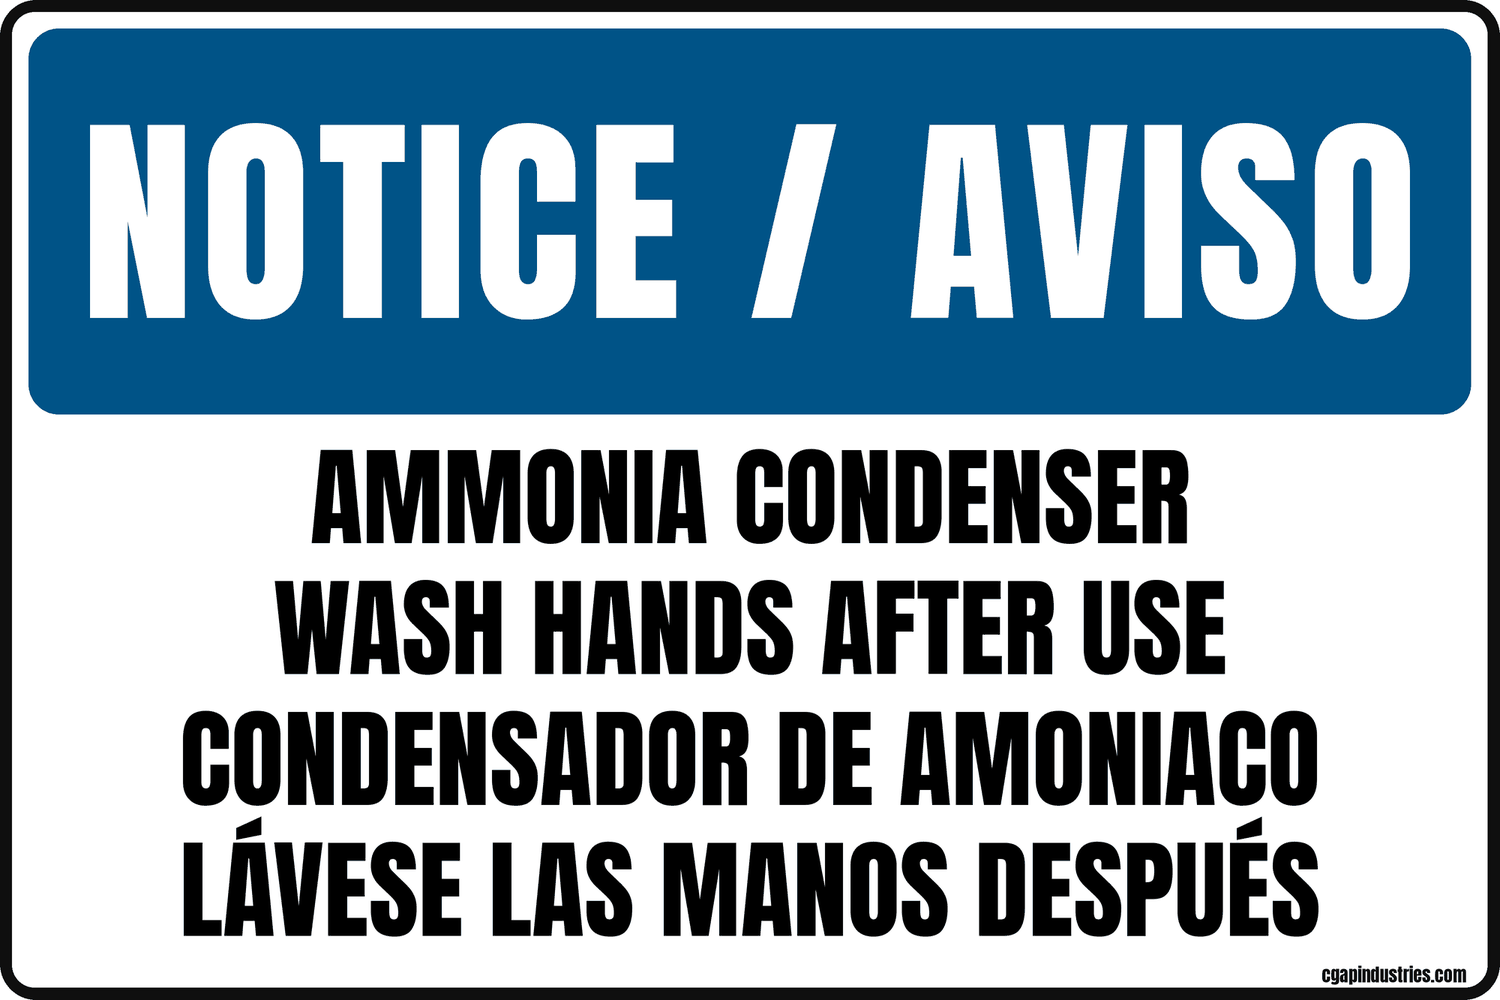 NOTICE / AVISO
AMMONIA CONDENSER
WASH HANDS AFTER USE
CONDENSADOR DE AMONIACO
LÁVESE LAS MANOS DESPUÉS
cgapindustries.com